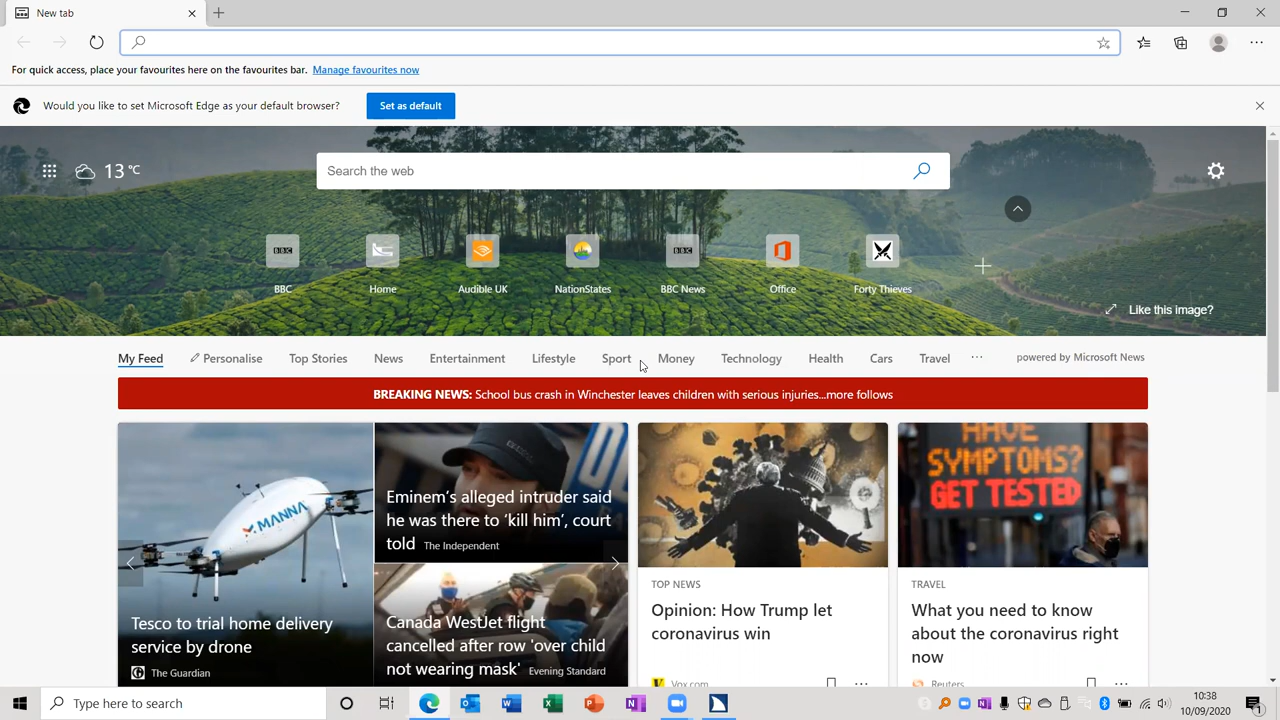 New tab
For quick access, place your favourites here on the favourites bar. Manage favourites now
Would you like to set Microsoft Edge as your default browser? Set as default
13 °C
Search the web
BBC
BBC
BBC Home Audible UK NationStates BBC News Office Forty Thieves
Like this image?
My Feed Personalise Top Stories News Entertainment Lifestyle Sport Money Technology Health Cars Travel ... powered by Microsoft News
BREAKING NEWS: School bus crash in Winchester leaves children with serious injuries...more follows
MANNA
Tesco to trial home delivery
service by drone
The Guardian
Eminem's alleged intruder said
he was there to 'kill him', court
told The Independent
Canada WestJet flight
cancelled after row 'over child
not wearing mask' Evening Standard
TOP NEWS
Opinion: How Trump let
coronavirus win
Vox.com
HAVE
SYMPTOMS?
GET TESTED
TRAVEL
What you need to know
about the coronavirus right
now
Reuters
Type here to search
10:38
10/09/2020